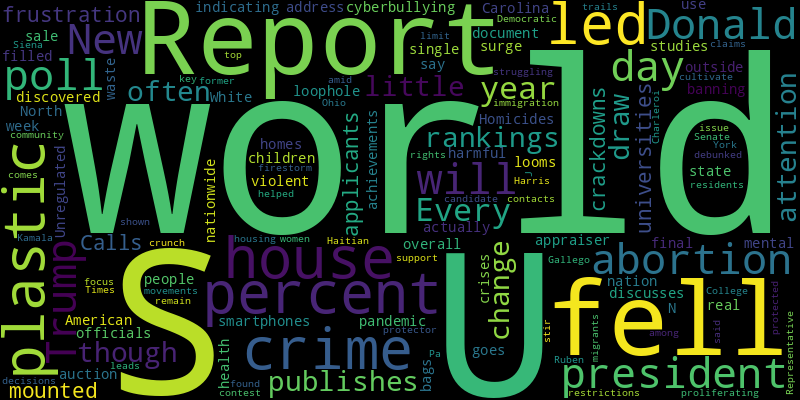 frustration
indicating
address
cyberbullying
Carolina
trails
use
New
Report
Democratic
led
Donald
document
sale
Siena
filled
top
limit
single
surge
studies
claims
poll
say
day
outside
key
former
amid
struggling
discovered
waste
often
loophole
little
year
immigration
cultivate
banning
White
Ohio
North
week
community
world
Homicides
issue
Senate
York
debunked
homes
children
firestorm
violent
helped
applicants
achievements
rankings
rights
harmful
looms
crackdowns
draw
universities
Charleroi
state
residents
attention
plastic
comes
Unregulated
nationwide
will
Harris
candidate
contacts
Every
shown
actually
Kamala
Calls
crunch
housing
women
Haitian
overall
appraiser
final
mental
Trump
S
house
support
U
crises
change
Gallego
abortion
focus
Times
people
movements
remain
percent
nation
discusses
real
College
N
American
officials
smartphones
pandemic
protector
stir
fell
migrants
among
said
protected
though
health
crime
Pa
goes
Ruben
leads
decisions
auction
mounted
found
contest
publishes
bags
president
restrictions
proliferating
Representative